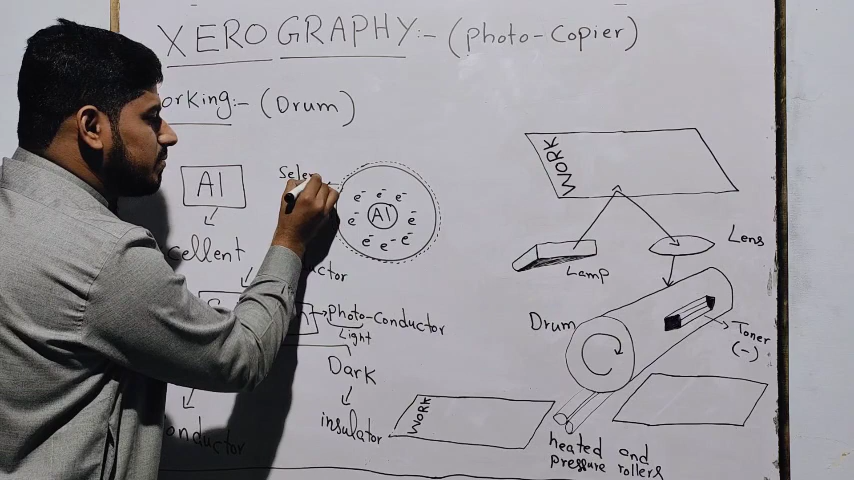 XEROGRAPHY:- (Photo-Copier)
orking:- (Drum)
Al
cellent
ctor
Photo-conductor
Light
Dark
insulator
onductor
Sele
e⁻ e⁻ e⁻
e⁻ Al e⁻
e⁻ e⁻ e⁻
WORK
Lamp
Lens
Drum
Toner
(-)
WORK
heated and
pressure rollers